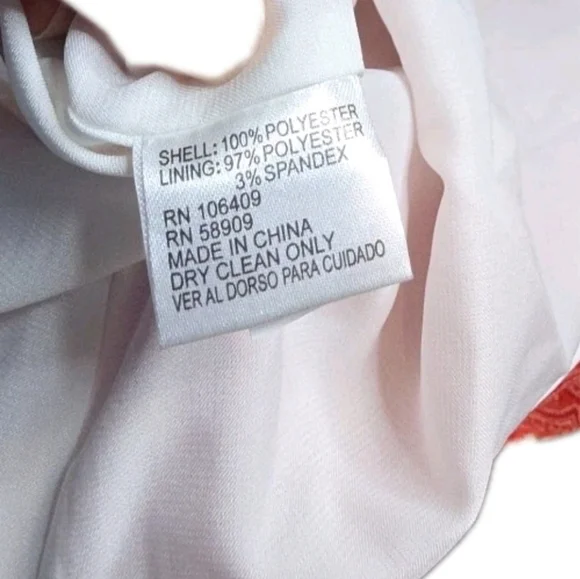 SHELL: 100% POLYESTER
LINING: 97% POLYESTER
3% SPANDEX
RN 106409
RN 58909
MADE IN CHINA
DRY CLEAN ONLY
VER AL DORSO PARA CUIDADO